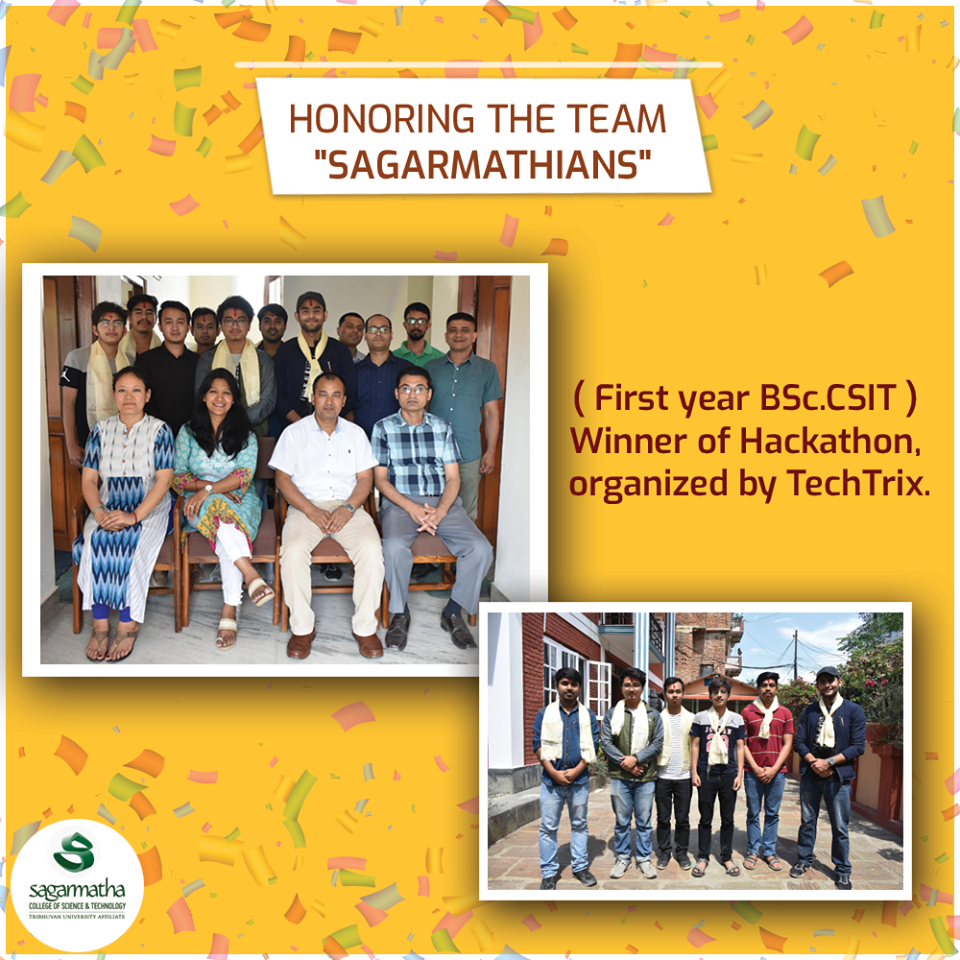 HONORING THE TEAM
"SAGARMATHIANS"
( First year BSc.CSIT )
Winner of Hackathon,
organized by TechTrix.
sagarmatha
COLLEGE OF SCIENCE & TECHNOLOGY
TRIBHUVAN UNIVERSITY AFFILIATE